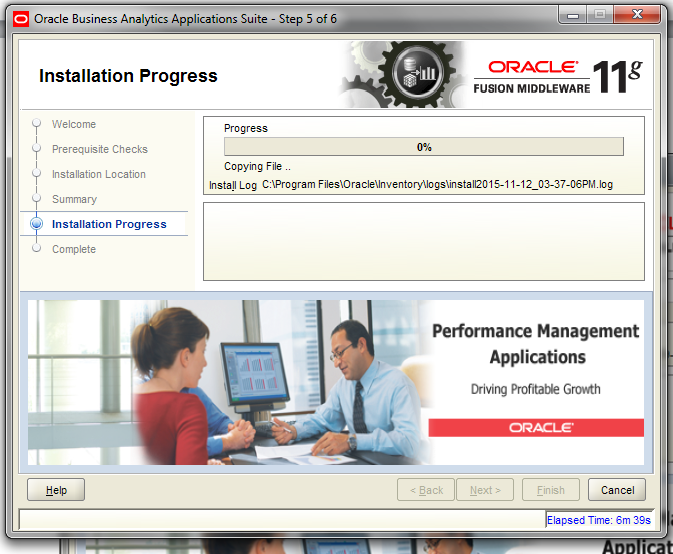 Oracle Business Analytics Applications Suite - Step 5 of 6
Installation Progress
ORACLE
FUSION MIDDLEWARE
11g
Welcome
Prerequisite Checks
Installation Location
Summary
Installation Progress
Complete
Progress
0%
Copying File ..
Install Log C:\Program Files\Oracle\Inventory\logs\install2015-11-12_03-37-06PM.log
Performance Management
Applications
Driving Profitable Growth
ORACLE
Help
< Back
Next >
Finish
Cancel
Elapsed Time: 6m 39s